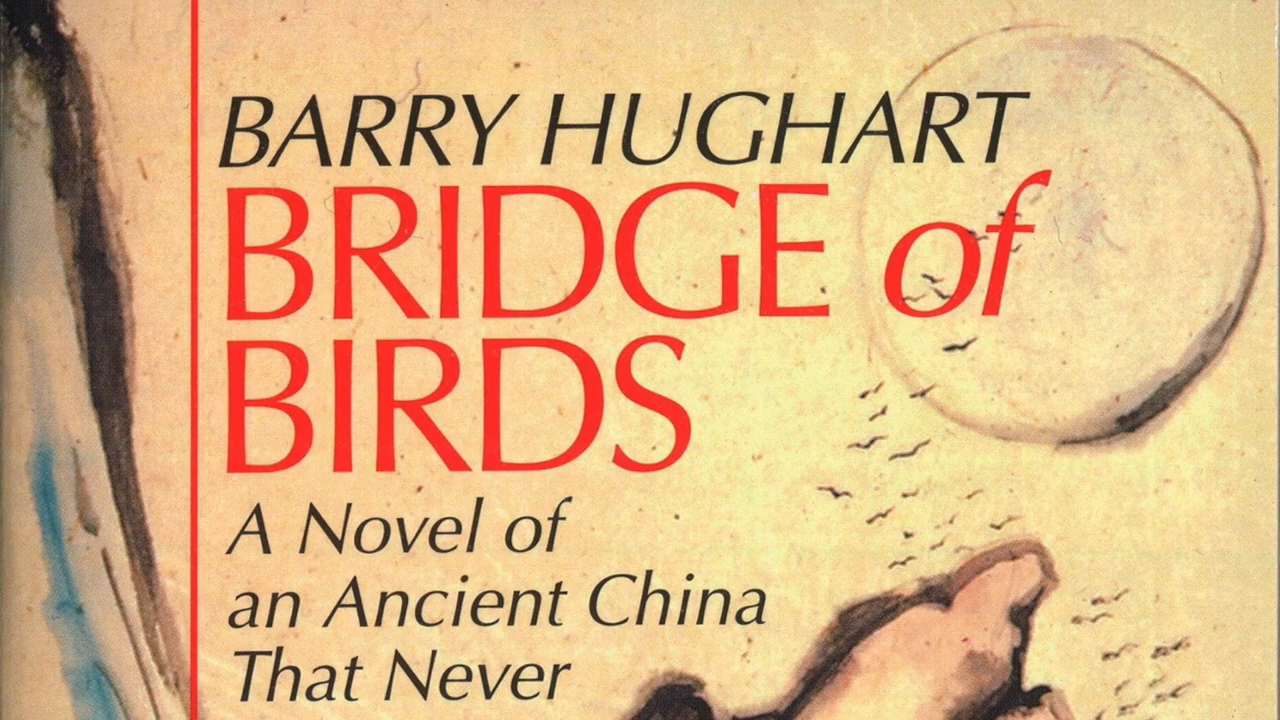 BARRY HUGHART
BRIDGE of
BIRDS
A Novel of
an Ancient China
That Never